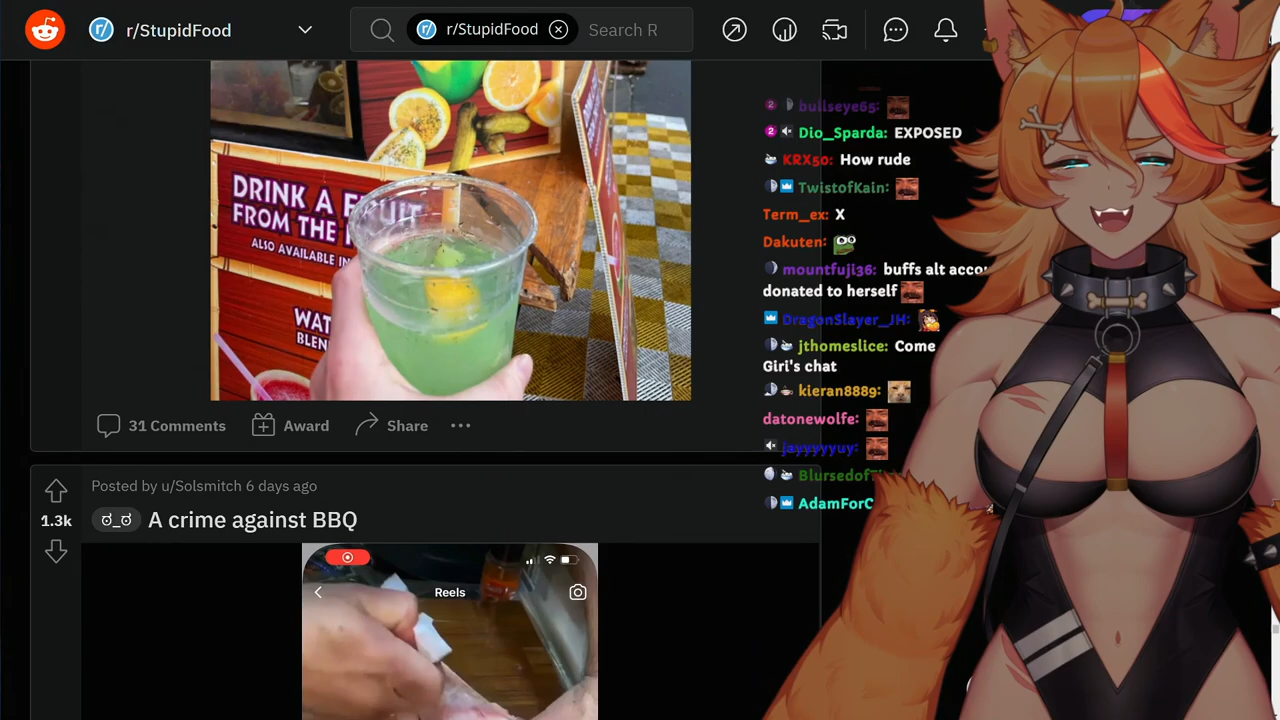 r/StupidFood
r/StupidFood
Search R
DRINK A FRUIT
FROM THE
ALSO AVAILABLE IN
WAT
BLEN
31 Comments
Award
Share
Posted by u/Solsmitch 6 days ago
1.3k
ಠ_ಠ A crime against BBQ
Reels
bullseye65:
Dio_Sparda: EXPOSED
KRX50: How rude
TwistofKain:
Term_ex: X
Dakuten:
mountfuji36: buffs alt acco
donated to herself
DragonSlayer_JH:
jthomeslice: Come
Girl's chat
kieran8889:
datonewolfe:
jayyyyyuy:
BlursedofT
AdamForC